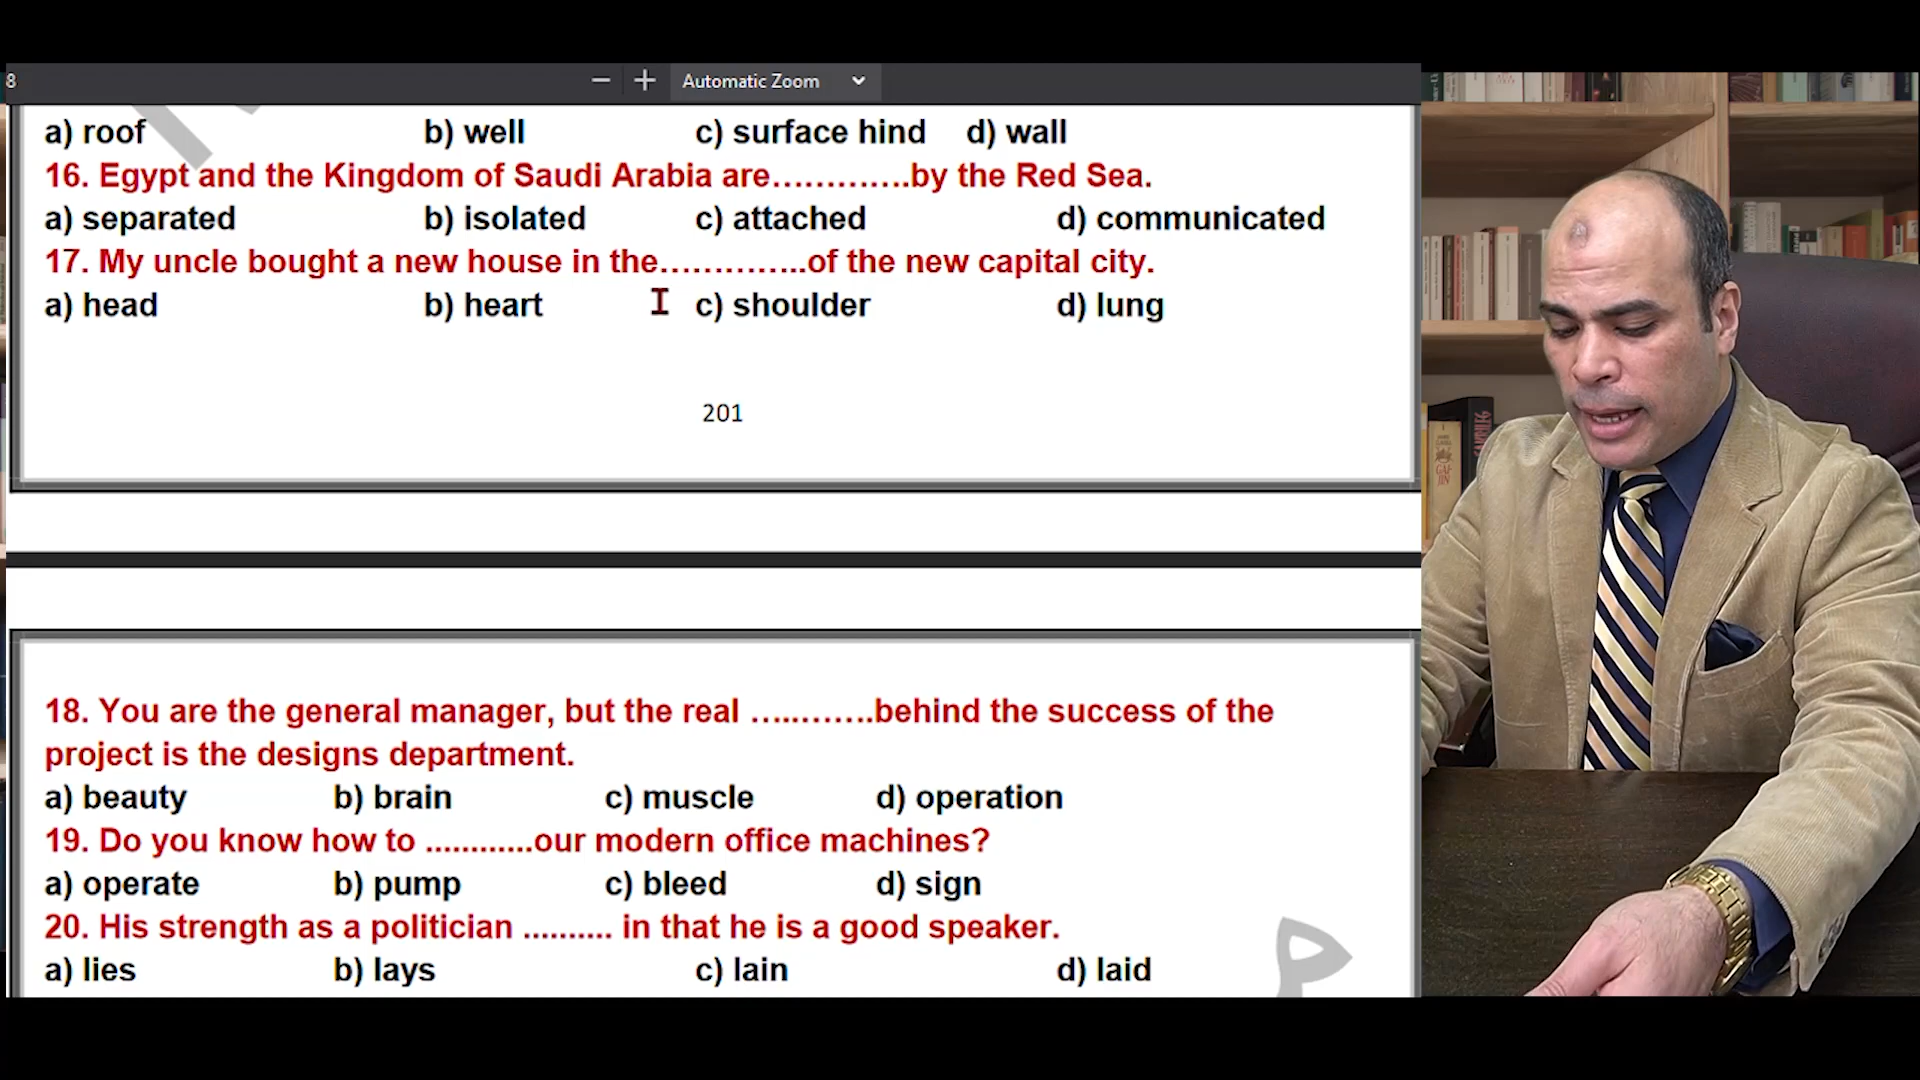 8
Automatic Zoom
a) roof b) well c) surface hind d) wall
16. Egypt and the Kingdom of Saudi Arabia are………….by the Red Sea.
a) separated b) isolated c) attached d) communicated
17. My uncle bought a new house in the…………..of the new capital city.
a) head b) heart c) shoulder d) lung
201
18. You are the general manager, but the real …..…….behind the success of the
project is the designs department.
a) beauty b) brain c) muscle d) operation
19. Do you know how to ............our modern office machines?
a) operate b) pump c) bleed d) sign
20. His strength as a politician .......... in that he is a good speaker.
a) lies b) lays c) lain d) laid
GAI-
JIN